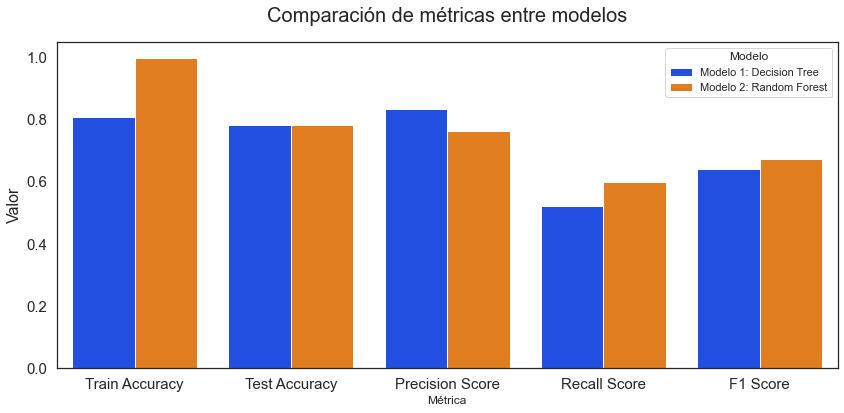 Comparación de métricas entre modelos
Modelo
Modelo 1: Decision Tree
Modelo 2: Random Forest
Valor
1.0
0.8
0.6
0.4
0.2
0.0
Train Accuracy
Test Accuracy
Precision Score
Recall Score
F1 Score
Métrica